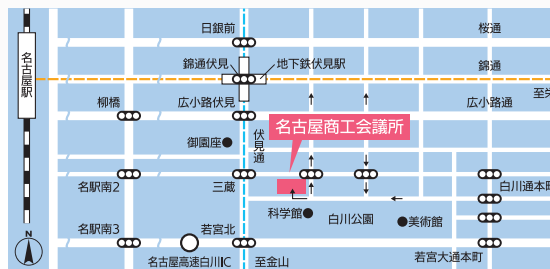 日銀前
桜通
名古屋駅
錦通伏見
地下鉄伏見駅
錦通
至栄
柳橋
広小路伏見
広小路通
御園座
伏見通
名古屋商工会議所
名駅南2
三蔵
白川通本町
科学館
白川公園
美術館
名駅南3
若宮北
若宮大通本町
N
名古屋高速白川IC
至金山